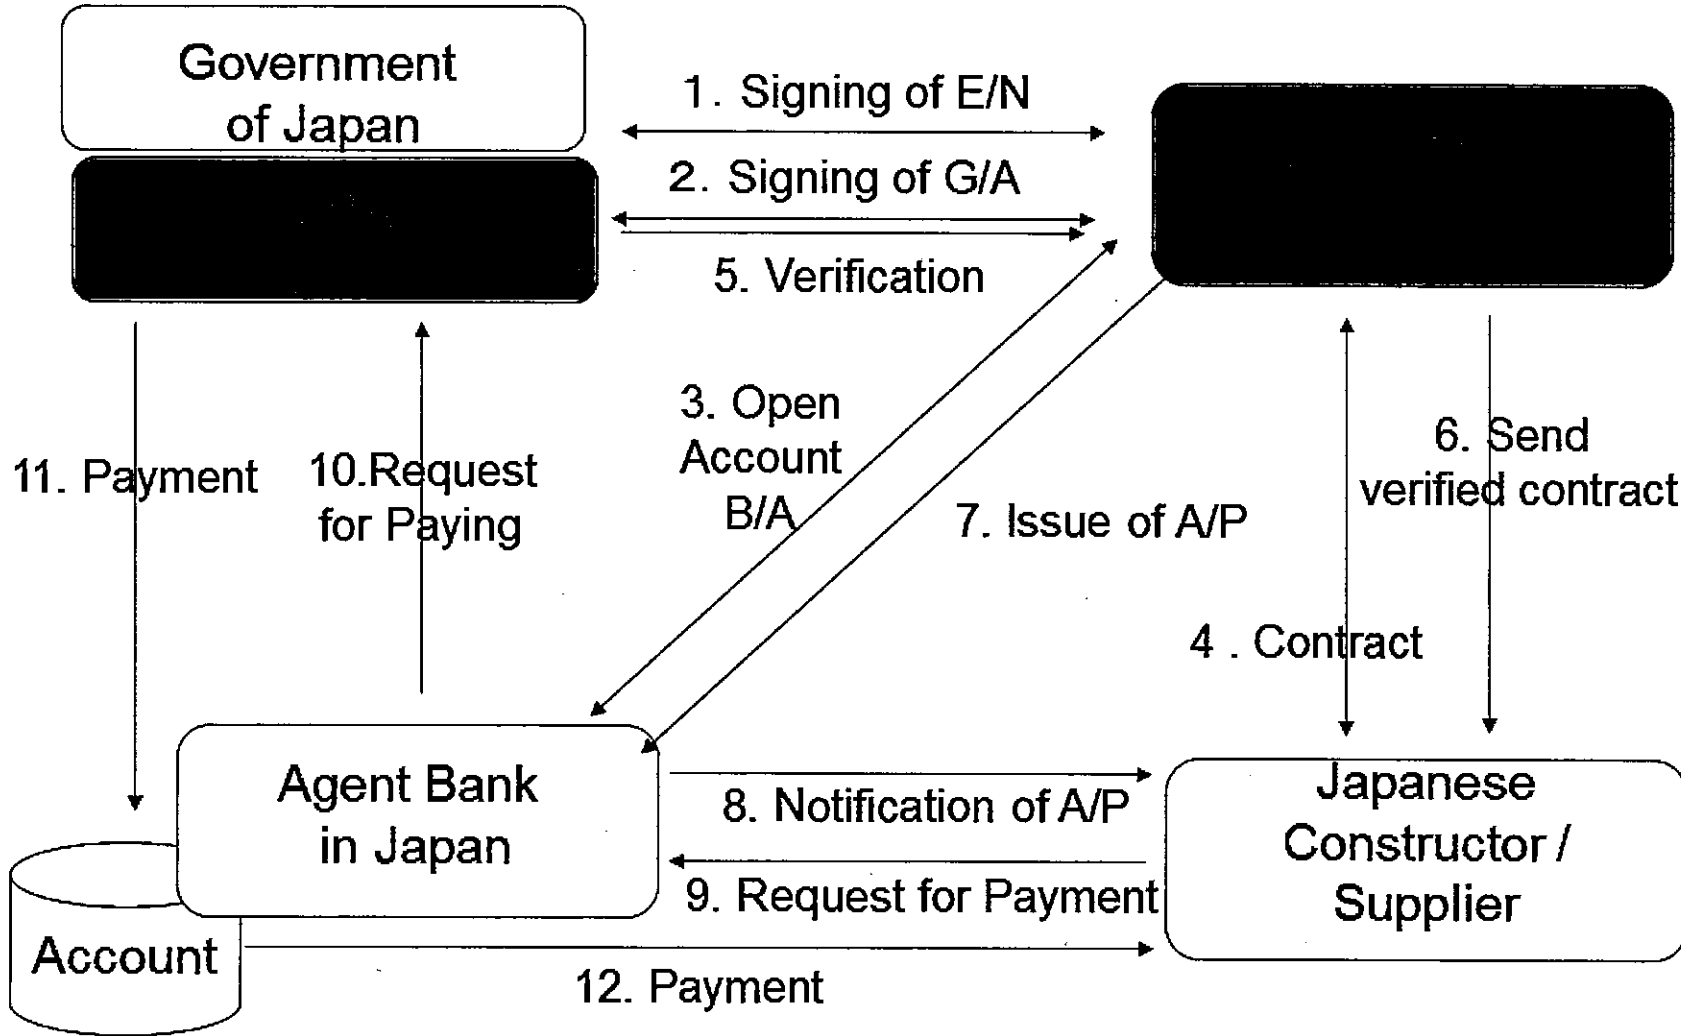 Government
of Japan
1. Signing of E/N
2. Signing of G/A
5. Verification
3. Open
Account
B/A
6. Send
verified contract
11. Payment
10.Request
for Paying
7. Issue of A/P
4 . Contract
Agent Bank
in Japan
8. Notification of A/P
Japanese
Constructor /
Supplier
9. Request for Payment
Account
12. Payment